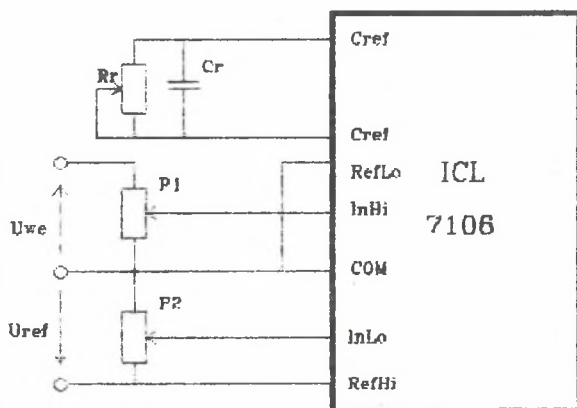 Cref
Cr
Rr
Cref
RefLo
ICL
P1
InHi
7106
Uwe
COM
P2
Uref
InLo
RefHi